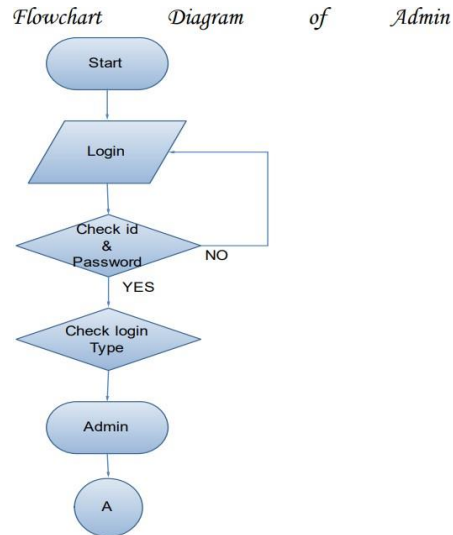 Flowchart Diagram of Admin
Start
Login
Check id
&
Password
NO
YES
Check login
Type
Admin
A